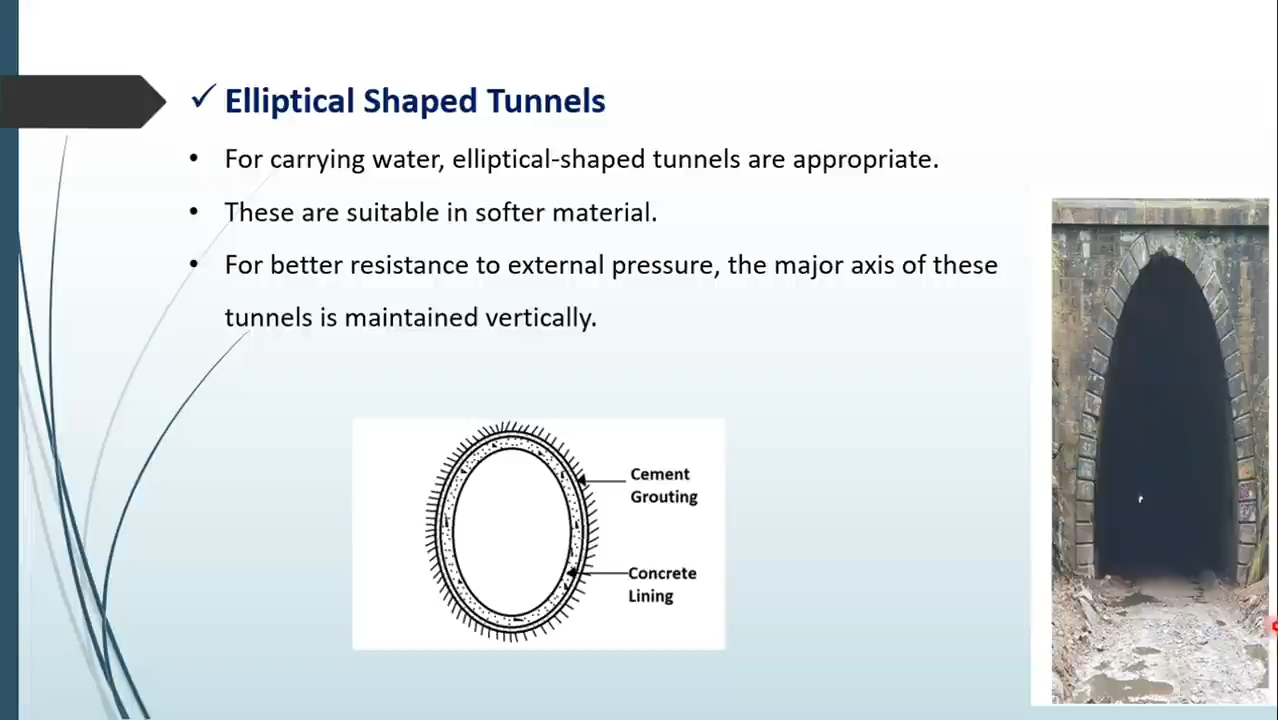 ✓ Elliptical Shaped Tunnels
• For carrying water, elliptical-shaped tunnels are appropriate.
• These are suitable in softer material.
• For better resistance to external pressure, the major axis of these
tunnels is maintained vertically.
Cement
Grouting
Concrete
Lining